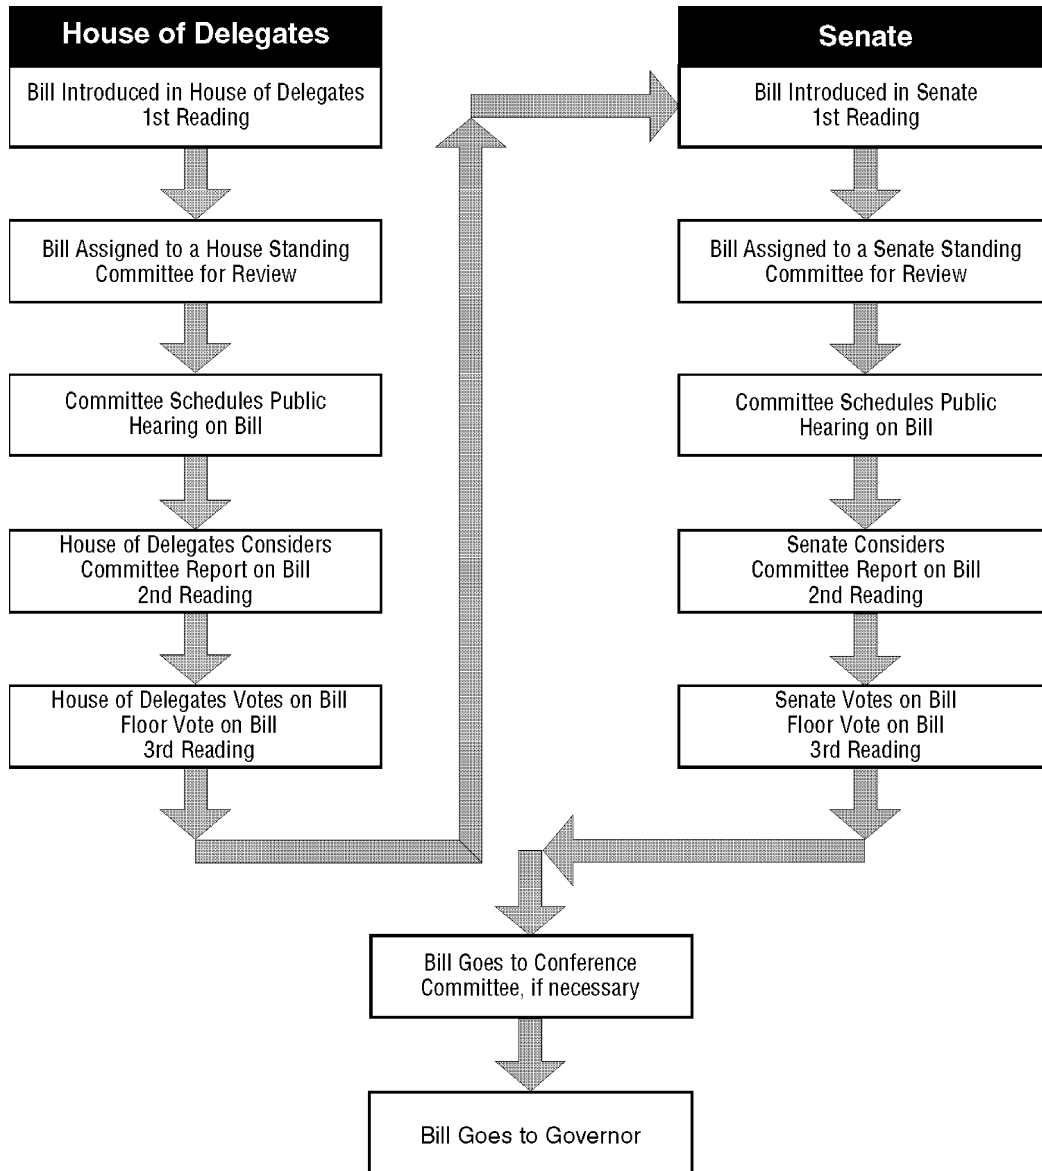 House of Delegates
Bill Introduced in House of Delegates
1st Reading
Bill Assigned to a House Standing
Committee for Review
Committee Schedules Public
Hearing on Bill
House of Delegates Considers
Committee Report on Bill
2nd Reading
House of Delegates Votes on Bill
Floor Vote on Bill
3rd Reading
Senate
Bill Introduced in Senate
1st Reading
Bill Assigned to a Senate Standing
Committee for Review
Committee Schedules Public
Hearing on Bill
Senate Considers
Committee Report on Bill
2nd Reading
Senate Votes on Bill
Floor Vote on Bill
3rd Reading
Bill Goes to Conference
Committee, if necessary
Bill Goes to Governor